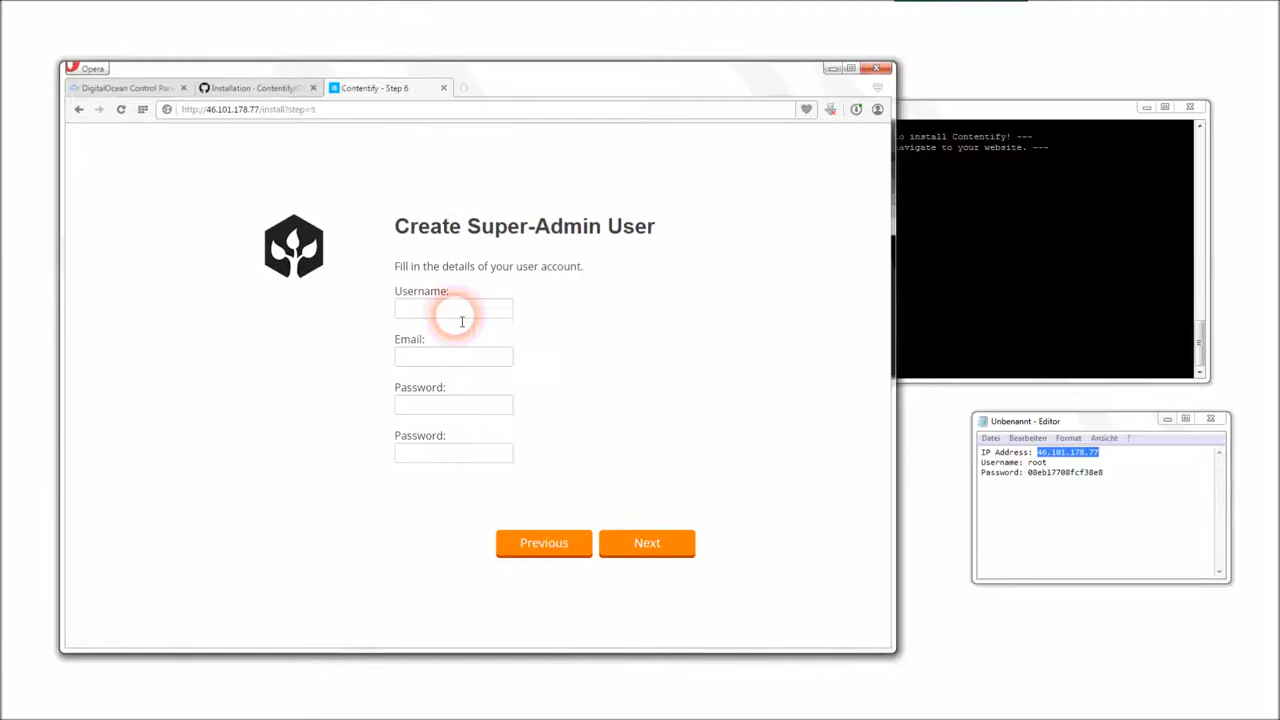 Opera
DigitalOcean Control Pan
Installation · Contentify/C
Contentify - Step 6
http://46.101.178.77/install?step=5
Create Super-Admin User
Fill in the details of your user account.
Username:
Email:
Password:
Password:
Previous
Next
o install Contentify! ---
avigate to your website. ---
Unbenannt - Editor
Datei Bearbeiten Format Ansicht ?
IP Address: 46.101.178.77
Username: root
Password: 08eb17708fcf38e8